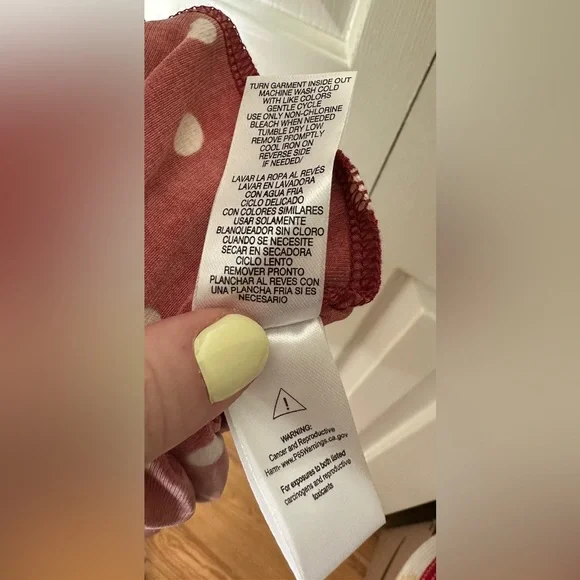 TURN GARMENT INSIDE OUT
MACHINE WASH COLD
WITH LIKE COLORS
GENTLE CYCLE
USE ONLY NON-CHLORINE
BLEACH WHEN NEEDED
TUMBLE DRY LOW
REMOVE PROMPTLY
COOL IRON ON
REVERSE SIDE
IF NEEDED/
LAVAR LA ROPA AL REVÉS
LAVAR EN LAVADORA
CON AGUA FRIA
CICLO DELICADO
CON COLORES SIMILARES
USAR SOLAMENTE
BLANQUEADOR SIN CLORO
CUANDO SE NECESITE
SECAR EN SECADORA
CICLO LENTO
REMOVER PRONTO
PLANCHAR AL REVES CON
UNA PLANCHA FRIA SI ES
NECESARIO
WARNING:
Cancer and Reproductive
Harm- www.P65Warnings.ca.gov
For exposures to both listed
carcinogens and reproductive
toxicants